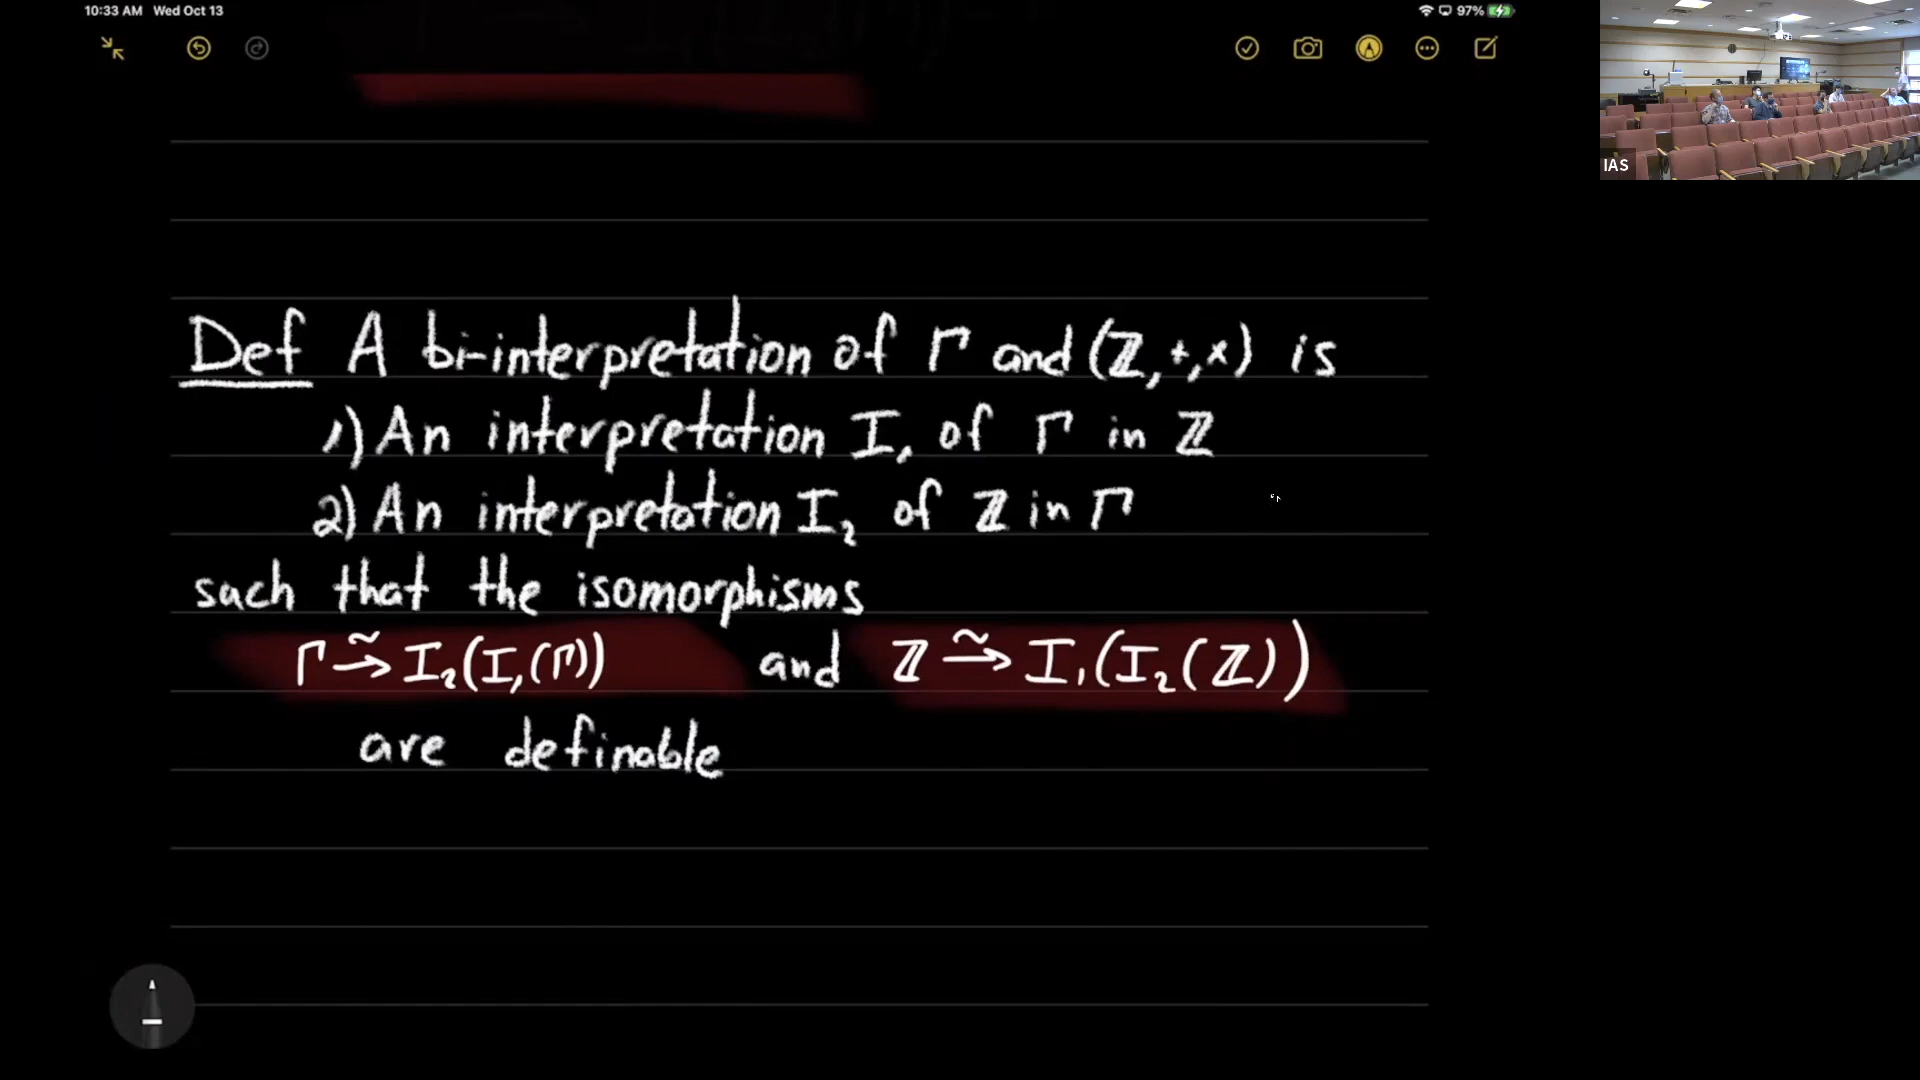 10:33 AM Wed Oct 13
97%
IAS
Def A bi-interpretation of Γ and (ℤ,+,×) is
1) An interpretation I₁ of Γ in ℤ
2) An interpretation I₂ of ℤ in Γ
such that the isomorphisms
Γ ⥲ I₂(I₁(Γ)) and ℤ ⥲ I₁(I₂(ℤ))
are definable